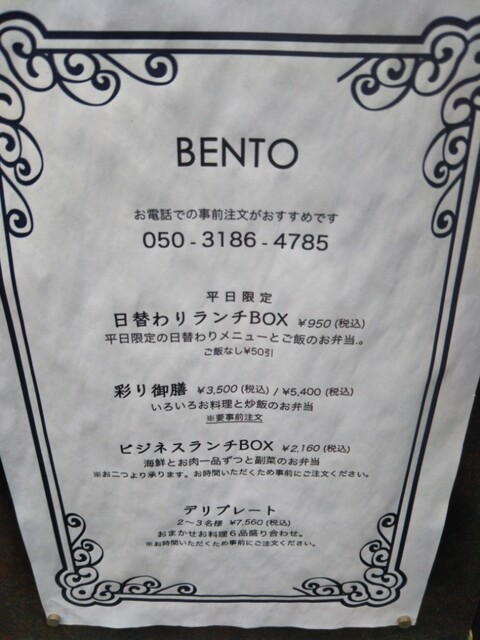 BENTO
お電話での事前注文がおすすめです
050 - 3186 - 4785
平日限定
日替わりランチBOX ¥950 (税込)
平日限定の日替わりメニューとご飯のお弁当。
ご飯なし¥50引
彩り御膳 ¥3,500 (税込) / ¥5,400 (税込)
いろいろお料理と炒飯のお弁当
※要事前注文
ビジネスランチBOX ¥2,160 (税込)
海鮮とお肉一品ずつと副菜のお弁当
※お二つより承ります。お時間いただくため事前にご注文ください。
デリプレート
2〜3名様 ¥7,560 (税込)
おまかせお料理6品盛り合わせ。
※お時間いただくため事前にご注文ください。